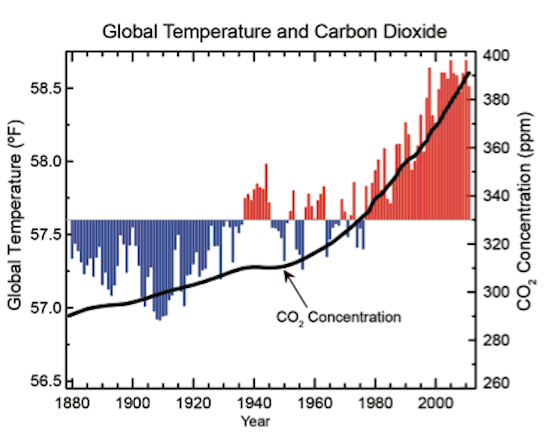 Global Temperature and Carbon Dioxide
Global Temperature (ºF)
58.5
58.0
57.5
57.0
56.5
400
380
360
340
320
300
280
260
CO₂ Concentration (ppm)
CO₂ Concentration
1880 1900 1920 1940 1960 1980 2000
Year